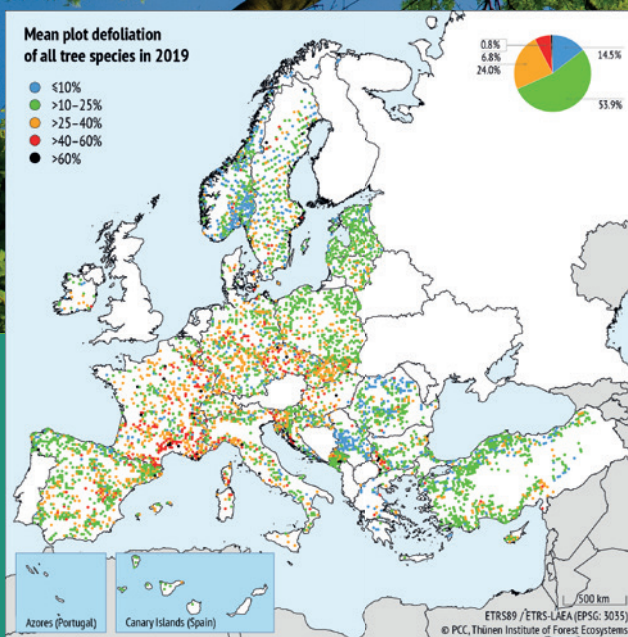 Mean plot defoliation
of all tree species in 2019
≤10%
>10–25%
>25–40%
>40–60%
>60%
0.8%
6.8%
24.0%
14.5%
53.9%
Azores (Portugal)
Canary Islands (Spain)
500 km
ETRS89 / ETRS-LAEA (EPSG: 3035)
© PCC, Thünen Institute of Forest Ecosystems